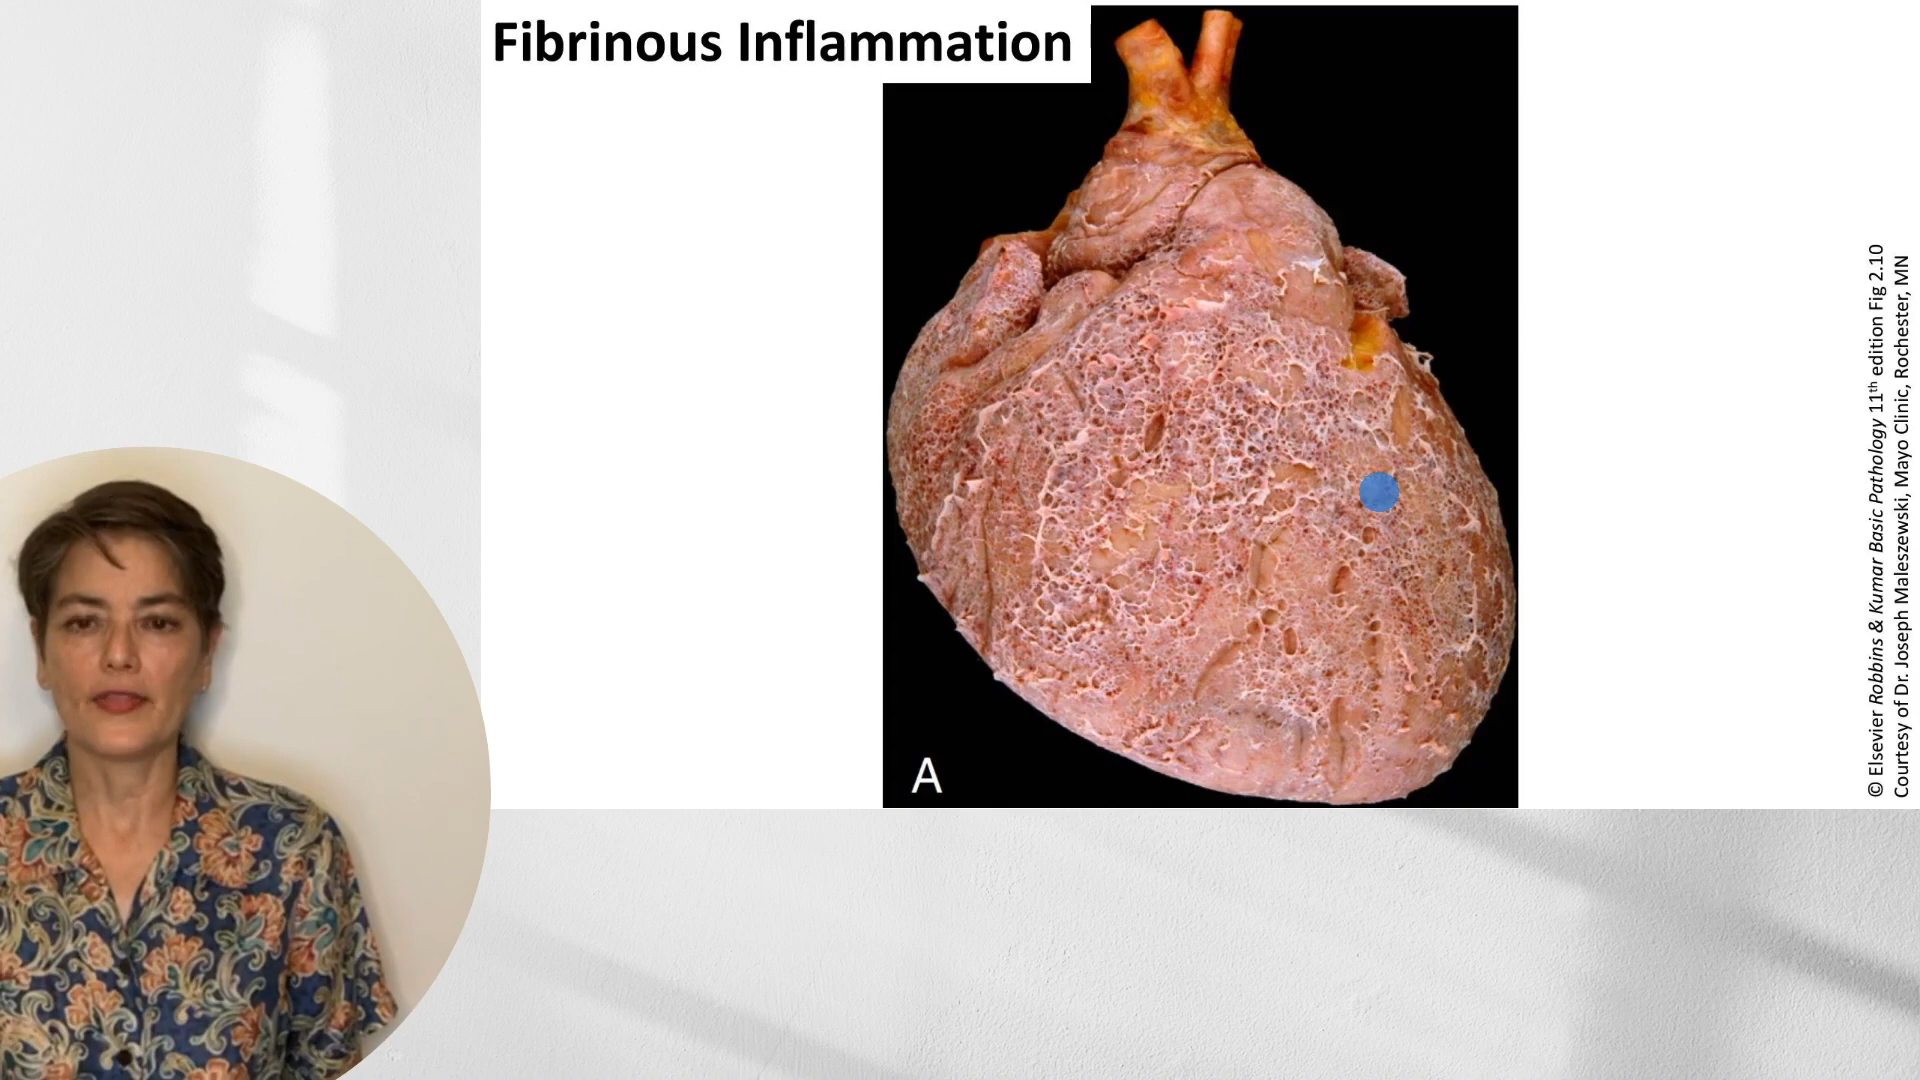 Fibrinous Inflammation
A
© Elsevier Robbins & Kumar Basic Pathology 11th edition Fig 2.10
Courtesy of Dr. Joseph Maleszewski, Mayo Clinic, Rochester, MN